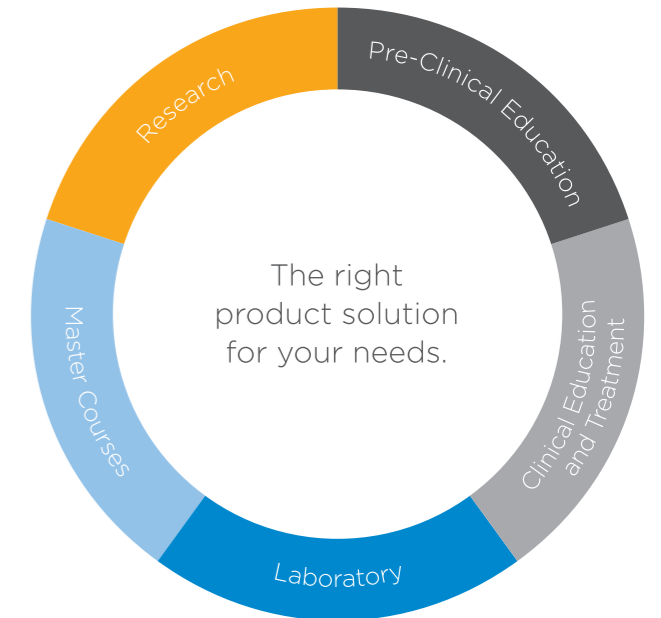 Pre-Clinical Education
Clinical Education
and Treatment
Laboratory
Master Courses
Research
The right
product solution
for your needs.